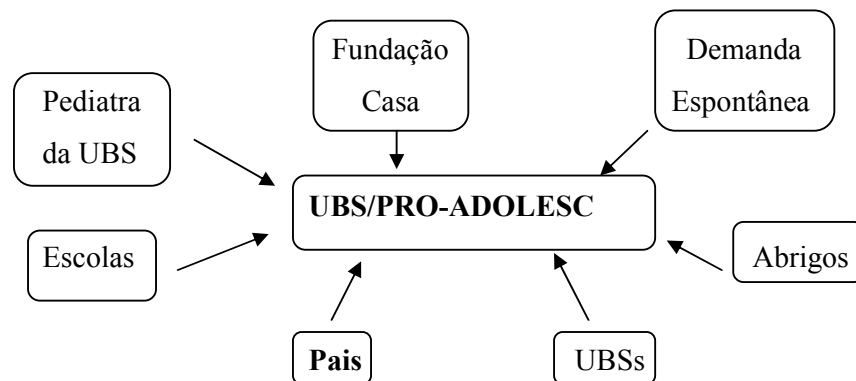 Fundação
Casa
Demanda
Espontânea
Pediatra
da UBS
UBS/PRO-ADOLESC
Escolas
Abrigos
Pais
UBSs